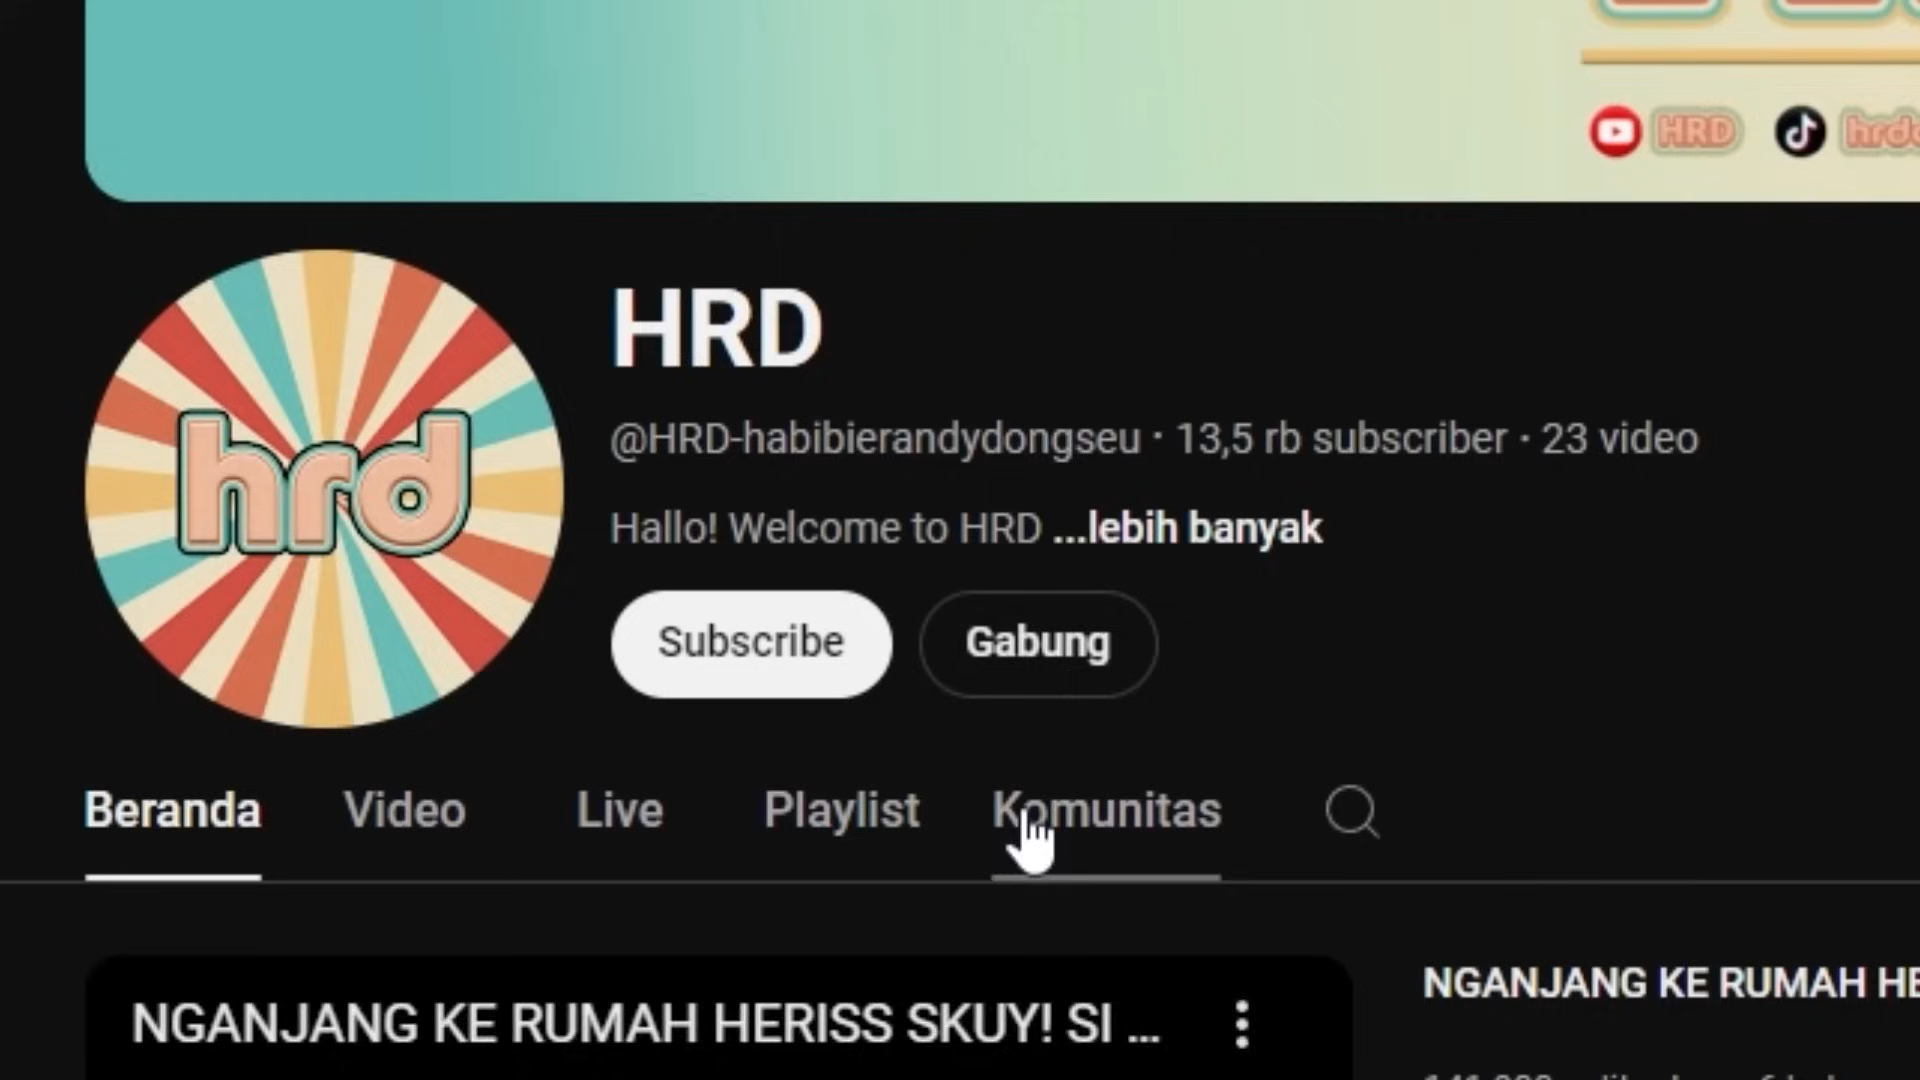 HRD
hrd
HRD
@HRD-habibierandydongseu · 13,5 rb subscriber · 23 video
Hallo! Welcome to HRD ...lebih banyak
Subscribe
Gabung
Beranda
Video
Live
Playlist
Komunitas
NGANJANG KE RUMAH HERISS SKUY! SI ...
NGANJANG KE RUMAH HE